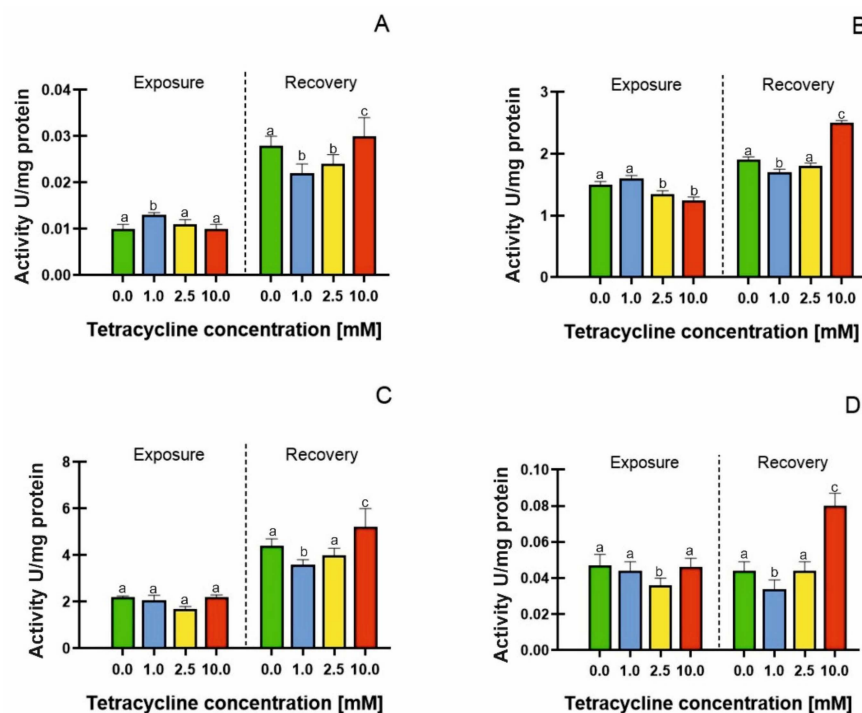 A
Exposure
Recovery
Activity U/mg protein
0.04
0.03
0.02
0.01
0.00
a
b
a
a
a
b
b
c
0.0 1.0 2.5 10.0 0.0 1.0 2.5 10.0
Tetracycline concentration [mM]
B
Exposure
Recovery
Activity U/mg protein
3
2
1
0
a
a
b
b
a
b
a
c
0.0 1.0 2.5 10.0 0.0 1.0 2.5 10.0
Tetracycline concentration [mM]
C
Exposure
Recovery
Activity U/mg protein
8
6
4
2
0
a
a
a
a
a
b
a
c
0.0 1.0 2.5 10.0 0.0 1.0 2.5 10.0
Tetracycline concentration [mM]
D
Exposure
Recovery
Activity U/mg protein
0.10
0.08
0.06
0.04
0.02
0.00
a
a
b
a
a
b
a
c
0.0 1.0 2.5 10.0 0.0 1.0 2.5 10.0
Tetracycline concentration [mM]